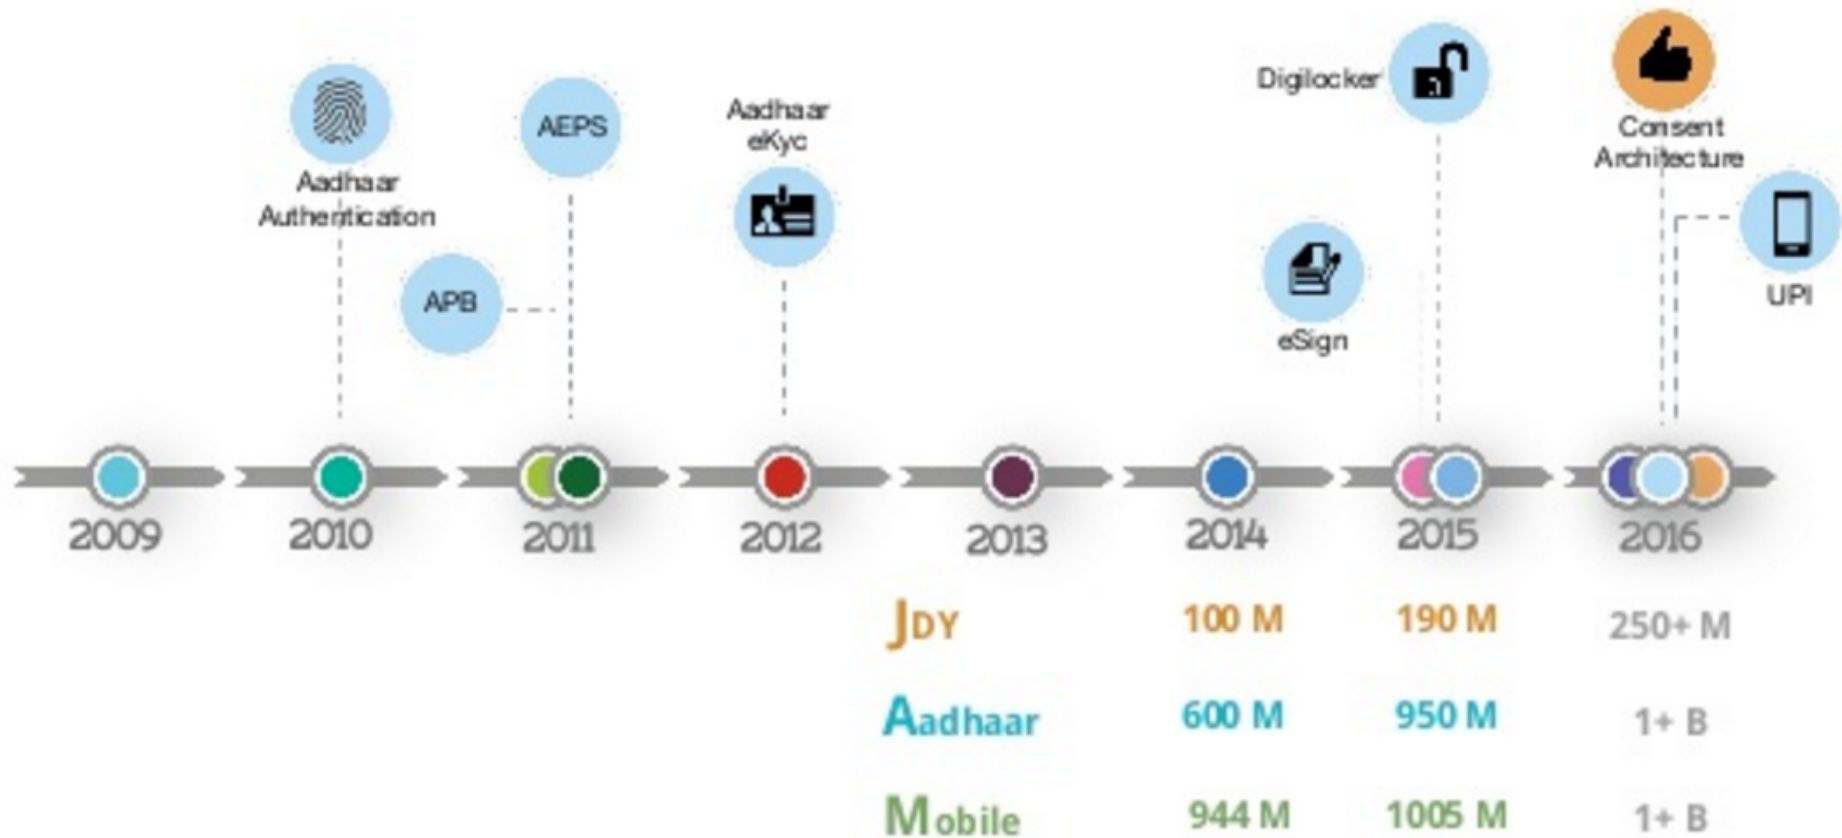 Aadhaar
Authentication
APB
AEPS
Aadhaar
eKyc
eSign
Digilocker
Consent
Architecture
UPI
2009 2010 2011 2012 2013 2014 2015 2016
JDY 100 M 190 M 250+ M
Aadhaar 600 M 950 M 1+ B
Mobile 944 M 1005 M 1+ B